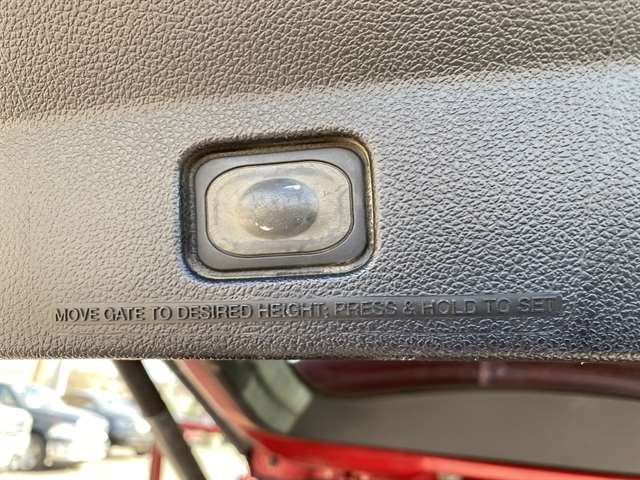 MOVE GATE TO DESIRED HEIGHT; PRESS & HOLD TO SET